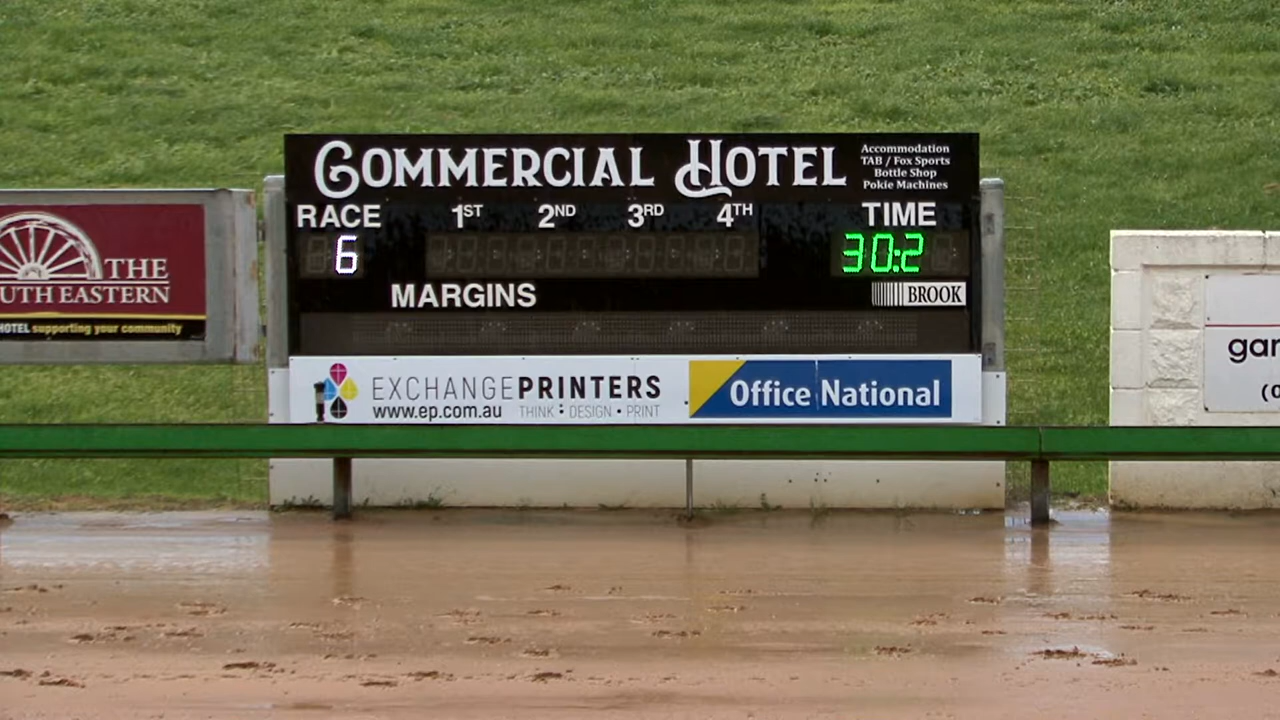 COMMERCIAL HOTEL
Accommodation
TAB / Fox Sports
Bottle Shop
Pokie Machines
RACE 1ST 2ND 3RD 4TH TIME
6 30:2
MARGINS
BROOK
EXCHANGEPRINTERS
www.ep.com.au THINK : DESIGN • PRINT
Office National
THE
UTH EASTERN
HOTEL supporting your community
gar
(0